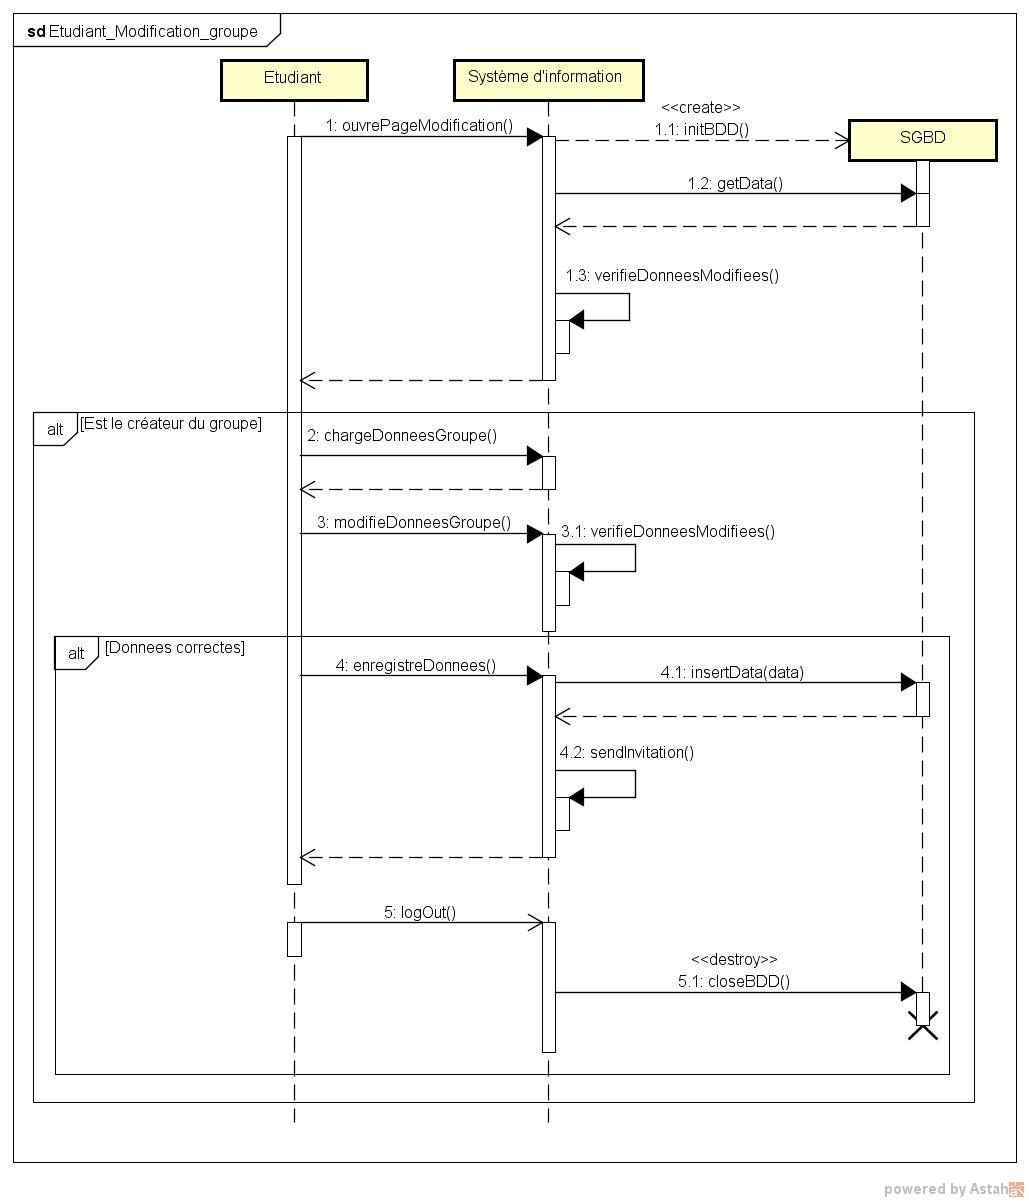 sd Etudiant_Modification_groupe
Etudiant
Système d'information
<<create>>
1: ouvrePageModification()
1.1: initBDD()
SGBD
1.2: getData()
1.3: verifieDonneesModifiees()
alt
[Est le créateur du groupe]
2: chargeDonneesGroupe()
3: modifieDonneesGroupe()
3.1: verifieDonneesModifiees()
alt
[Donnees correctes]
4: enregistreDonnees()
4.1: insertData(data)
4.2: sendInvitation()
5: logOut()
<<destroy>>
5.1: closeBDD()
powered by Astah